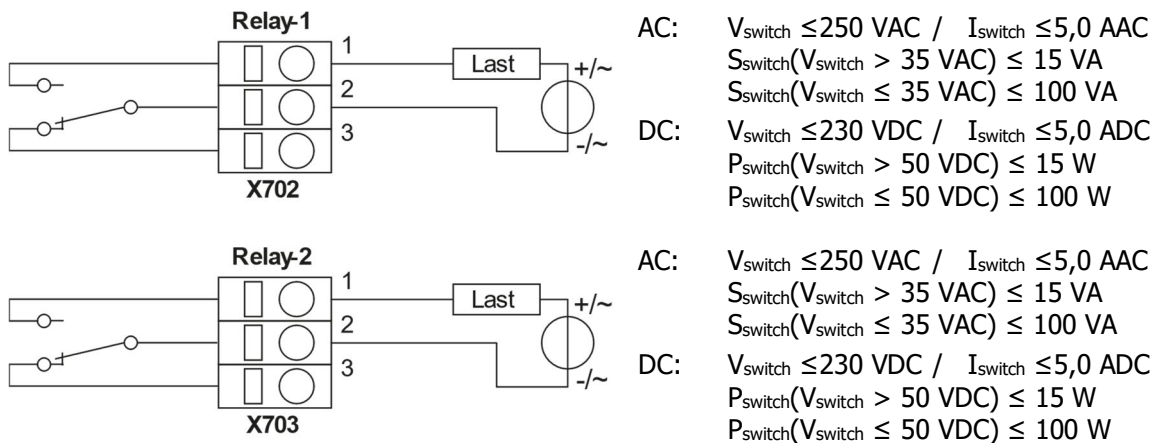 Relay-1
1
2
3
Last
+/~
-/~
X702
AC: Vswitch ≤250 VAC / Iswitch ≤5,0 AAC
Sswitch(Vswitch > 35 VAC) ≤ 15 VA
Sswitch(Vswitch ≤ 35 VAC) ≤ 100 VA
DC: Vswitch ≤230 VDC / Iswitch ≤5,0 ADC
Pswitch(Vswitch > 50 VDC) ≤ 15 W
Pswitch(Vswitch ≤ 50 VDC) ≤ 100 W
Relay-2
1
2
3
Last
+/~
-/~
X703
AC: Vswitch ≤250 VAC / Iswitch ≤5,0 AAC
Sswitch(Vswitch > 35 VAC) ≤ 15 VA
Sswitch(Vswitch ≤ 35 VAC) ≤ 100 VA
DC: Vswitch ≤230 VDC / Iswitch ≤5,0 ADC
Pswitch(Vswitch > 50 VDC) ≤ 15 W
Pswitch(Vswitch ≤ 50 VDC) ≤ 100 W